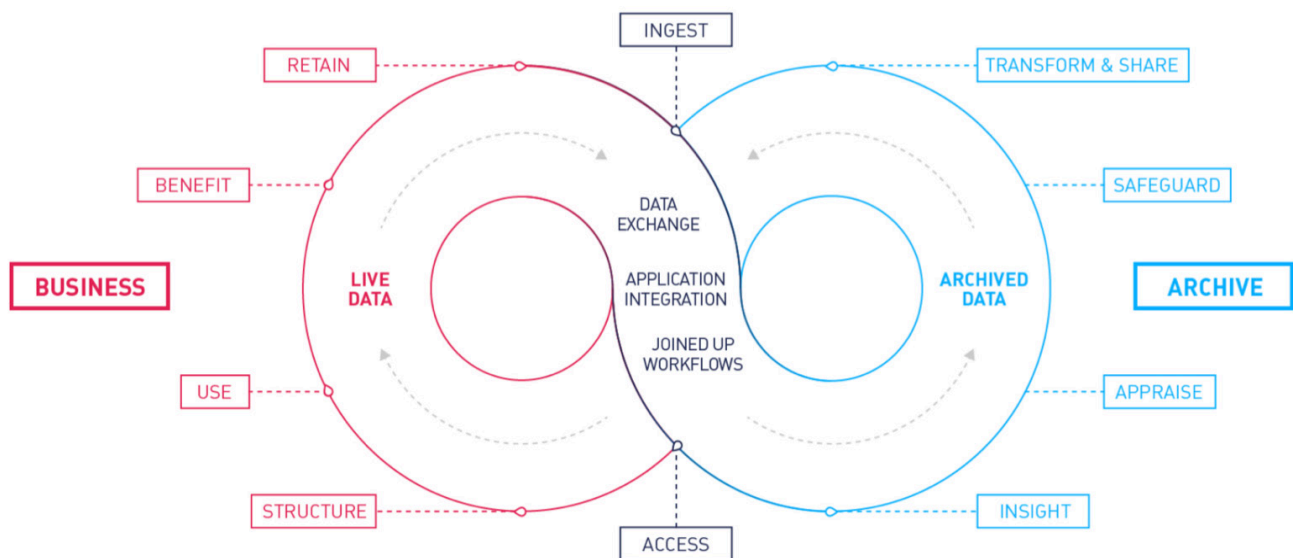 INGEST
RETAIN
TRANSFORM & SHARE
BENEFIT
SAFEGUARD
DATA
EXCHANGE
BUSINESS
LIVE
DATA
APPLICATION
INTEGRATION
ARCHIVED
DATA
ARCHIVE
JOINED UP
WORKFLOWS
USE
APPRAISE
STRUCTURE
INSIGHT
ACCESS